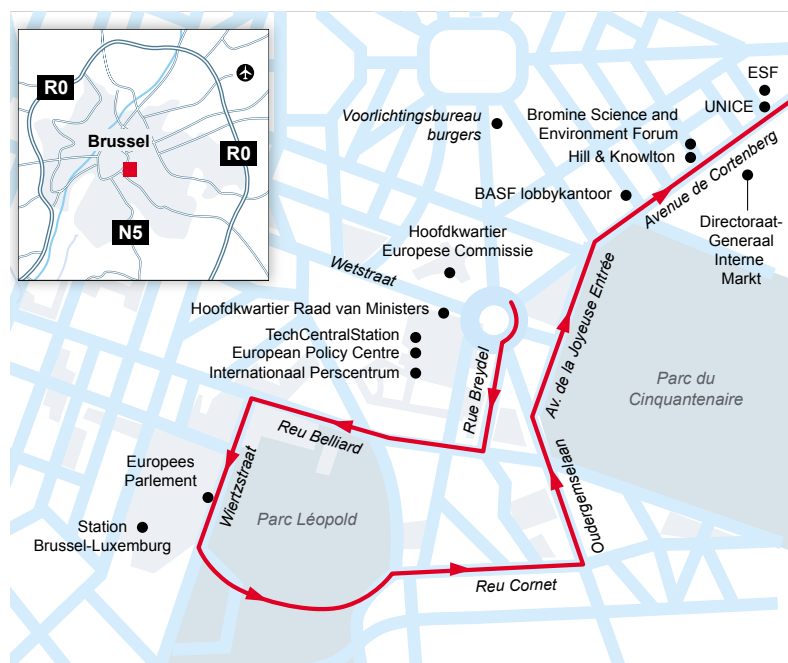 R0
Brussel
R0
N5
ESF
UNICE
Voorlichtingsbureau
burgers
Bromine Science and
Environment Forum
Hill & Knowlton
BASF lobbykantoor
Avenue de Cortenberg
Directoraat-
Generaal
Interne
Markt
Hoofdkwartier
Europese Commissie
Wetstraat
Hoofdkwartier Raad van Ministers
TechCentralStation
European Policy Centre
Internationaal Perscentrum
Rue Breydel
Av. de la Joyeuse Entrée
Parc du
Cinquantenaire
Reu Belliard
Europees
Parlement
Wiertzstraat
Parc Léopold
Oudergemselaan
Station
Brussel-Luxemburg
Reu Cornet